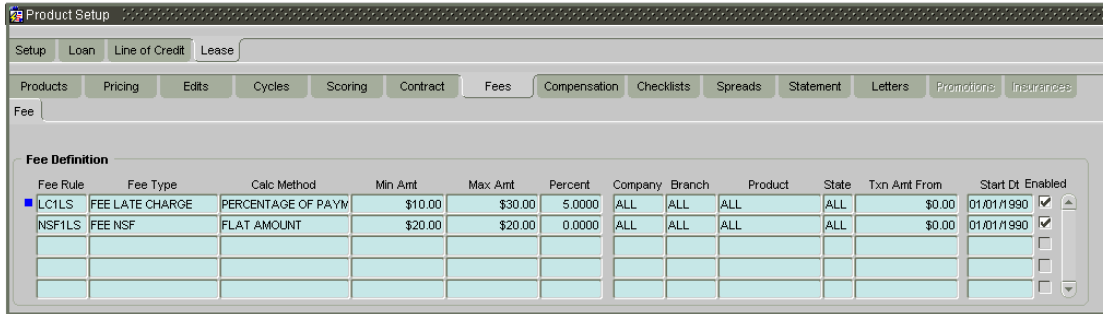 Product Setup
Setup Loan Line of Credit Lease
Products Pricing Edits Cycles Scoring Contract Fees Compensation Checklists Spreads Statement Letters Promotions Insurances
Fee
Fee Definition
Fee Rule Fee Type Calc Method Min Amt Max Amt Percent Company Branch Product State Txn Amt From Start Dt Enabled
LC1LS FEE LATE CHARGE PERCENTAGE OF PAYM $10.00 $30.00 5.0000 ALL ALL ALL ALL $0.00 01/01/1990
NSF1LS FEE NSF FLAT AMOUNT $20.00 $20.00 0.0000 ALL ALL ALL ALL $0.00 01/01/1990